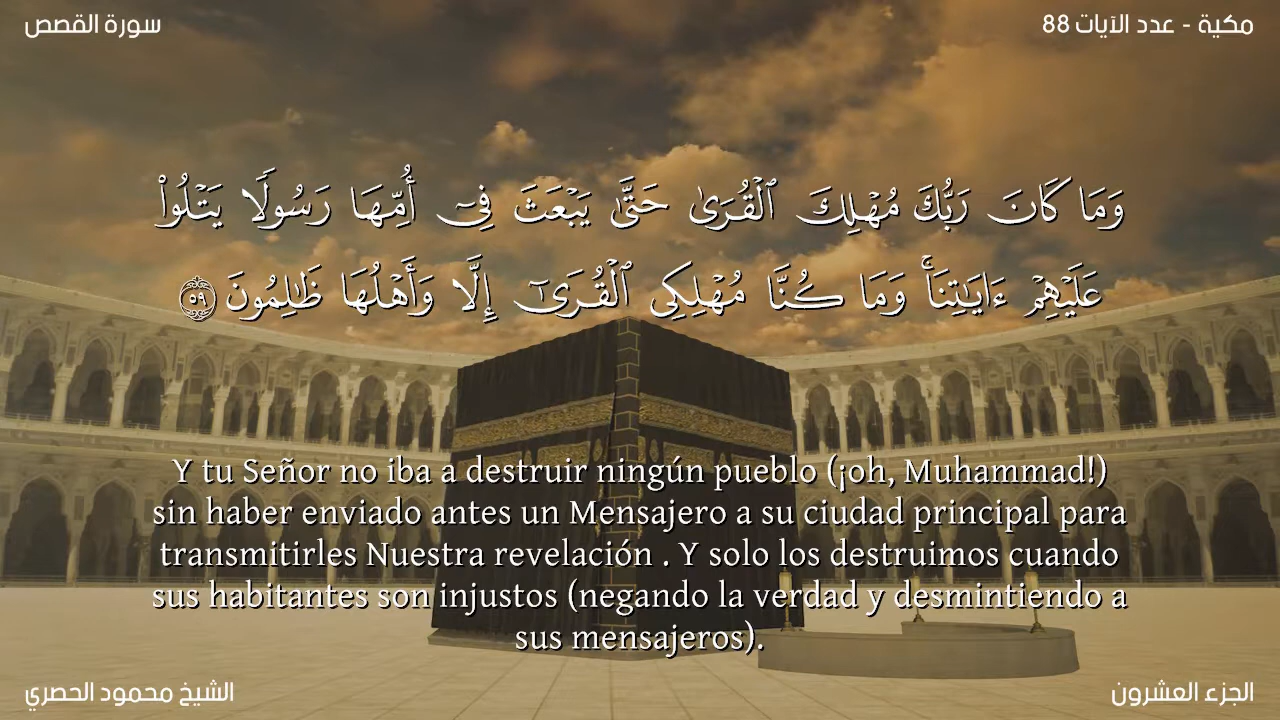 سورة القصص
مكية - عدد الآيات 88
وَمَا كَانَ رَبُّكَ مُهْلِكَ ٱلْقُرَىٰ حَتَّىٰ يَبْعَثَ فِىٓ أُمِّهَا رَسُولًا يَتْلُوا۟
عَلَيْهِمْ ءَايَـٰتِنَا ۚ وَمَا كُنَّا مُهْلِكِى ٱلْقُرَىٰٓ إِلَّا وَأَهْلُهَا ظَـٰلِمُونَ ٥٩
Y tu Señor no iba a destruir ningún pueblo (¡oh, Muhammad!)
sin haber enviado antes un Mensajero a su ciudad principal para
transmitirles Nuestra revelación . Y solo los destruimos cuando
sus habitantes son injustos (negando la verdad y desmintiendo a
sus mensajeros).
الشيخ محمود الحصري
الجزء العشرون